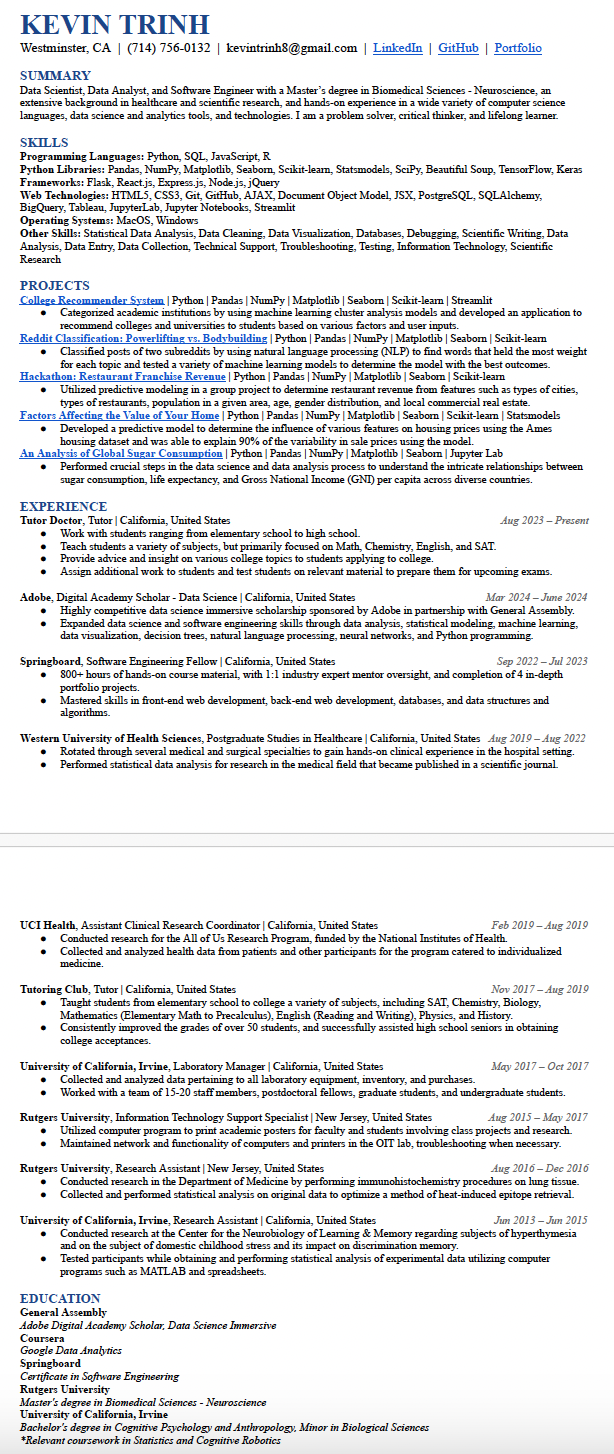 KEVIN TRINH
Westminster, CA | (714) 756-0132 | kevintrinh8@gmail.com | LinkedIn | GitHub | Portfolio
SUMMARY
Data Scientist, Data Analyst, and Software Engineer with a Master's degree in Biomedical Sciences - Neuroscience, an
extensive background in healthcare and scientific research, and hands-on experience in a wide variety of computer science
languages, data science and analytics tools, and technologies. I am a problem solver, critical thinker, and lifelong learner.
SKILLS
Programming Languages: Python, SQL, JavaScript, R
Python Libraries: Pandas, NumPy, Matplotlib, Seaborn, Scikit-learn, Statsmodels, SciPy, Beautiful Soup, TensorFlow, Keras
Frameworks: Flask, React.js, Express.js, Node.js, jQuery
Web Technologies: HTML5, CSS3, Git, GitHub, AJAX, Document Object Model, JSX, PostgreSQL, SQLAlchemy,
BigQuery, Tableau, JupyterLab, Jupyter Notebooks, Streamlit
Operating Systems: MacOS, Windows
Other Skills: Statistical Data Analysis, Data Cleaning, Data Visualization, Databases, Debugging, Scientific Writing, Data
Analysis, Data Entry, Data Collection, Technical Support, Troubleshooting, Testing, Information Technology, Scientific
Research
PROJECTS
College Recommender System | Python | Pandas | NumPy | Matplotlib | Seaborn | Scikit-learn | Streamlit
● Categorized academic institutions by using machine learning cluster analysis models and developed an application to
recommend colleges and universities to students based on various factors and user inputs.
Reddit Classification: Powerlifting vs. Bodybuilding | Python | Pandas | NumPy | Matplotlib | Seaborn | Scikit-learn
● Classified posts of two subreddits by using natural language processing (NLP) to find words that held the most weight
for each topic and tested a variety of machine learning models to determine the model with the best outcomes.
Hackathon: Restaurant Franchise Revenue | Python | Pandas | NumPy | Matplotlib | Seaborn | Scikit-learn
● Utilized predictive modeling in a group project to determine restaurant revenue from features such as types of cities,
types of restaurants, population in a given area, age, gender distribution, and local commercial real estate.
Factors Affecting the Value of Your Home | Python | Pandas | NumPy | Matplotlib | Seaborn | Scikit-learn | Statsmodels
● Developed a predictive model to determine the influence of various features on housing prices using the Ames
housing dataset and was able to explain 90% of the variability in sale prices using the model.
An Analysis of Global Sugar Consumption | Python | Pandas | NumPy | Matplotlib | Seaborn | Jupyter Lab
● Performed crucial steps in the data science and data analysis process to understand the intricate relationships between
sugar consumption, life expectancy, and Gross National Income (GNI) per capita across diverse countries.
EXPERIENCE
Tutor Doctor, Tutor | California, United States Aug 2023 – Present
● Work with students ranging from elementary school to high school.
● Teach students a variety of subjects, but primarily focused on Math, Chemistry, English, and SAT.
● Provide advice and insight on various college topics to students applying to college.
● Assign additional work to students and test students on relevant material to prepare them for upcoming exams.
Adobe, Digital Academy Scholar - Data Science | California, United States Mar 2024 – June 2024
● Highly competitive data science immersive scholarship sponsored by Adobe in partnership with General Assembly.
● Expanded data science and software engineering skills through data analysis, statistical modeling, machine learning,
data visualization, decision trees, natural language processing, neural networks, and Python programming.
Springboard, Software Engineering Fellow | California, United States Sep 2022 – Jul 2023
● 800+ hours of hands-on course material, with 1:1 industry expert mentor oversight, and completion of 4 in-depth
portfolio projects.
● Mastered skills in front-end web development, back-end web development, databases, and data structures and
algorithms.
Western University of Health Sciences, Postgraduate Studies in Healthcare | California, United States Aug 2019 – Aug 2022
● Rotated through several medical and surgical specialties to gain hands-on clinical experience in the hospital setting.
● Performed statistical data analysis for research in the medical field that became published in a scientific journal.
UCI Health, Assistant Clinical Research Coordinator | California, United States Feb 2019 – Aug 2019
● Conducted research for the All of Us Research Program, funded by the National Institutes of Health.
● Collected and analyzed health data from patients and other participants for the program catered to individualized
medicine.
Tutoring Club, Tutor | California, United States Nov 2017 – Aug 2019
● Taught students from elementary school to college a variety of subjects, including SAT, Chemistry, Biology,
Mathematics (Elementary Math to Precalculus), English (Reading and Writing), Physics, and History.
● Consistently improved the grades of over 50 students, and successfully assisted high school seniors in obtaining
college acceptances.
University of California, Irvine, Laboratory Manager | California, United States May 2017 – Oct 2017
● Collected and analyzed data pertaining to all laboratory equipment, inventory, and purchases.
● Worked with a team of 15-20 staff members, postdoctoral fellows, graduate students, and undergraduate students.
Rutgers University, Information Technology Support Specialist | New Jersey, United States Aug 2015 – May 2017
● Utilized computer program to print academic posters for faculty and students involving class projects and research.
● Maintained network and functionality of computers and printers in the OIT lab, troubleshooting when necessary.
Rutgers University, Research Assistant | New Jersey, United States Aug 2016 – Dec 2016
● Conducted research in the Department of Medicine by performing immunohistochemistry procedures on lung tissue.
● Collected and performed statistical analysis on original data to optimize a method of heat-induced epitope retrieval.
University of California, Irvine, Research Assistant | California, United States Jun 2013 – Jun 2015
● Conducted research at the Center for the Neurobiology of Learning & Memory regarding subjects of hyperthymesia
and on the subject of domestic childhood stress and its impact on discrimination memory.
● Tested participants while obtaining and performing statistical analysis of experimental data utilizing computer
programs such as MATLAB and spreadsheets.
EDUCATION
General Assembly
Adobe Digital Academy Scholar, Data Science Immersive
Coursera
Google Data Analytics
Springboard
Certificate in Software Engineering
Rutgers University
Master's degree in Biomedical Sciences - Neuroscience
University of California, Irvine
Bachelor's degree in Cognitive Psychology and Anthropology, Minor in Biological Sciences
*Relevant coursework in Statistics and Cognitive Robotics